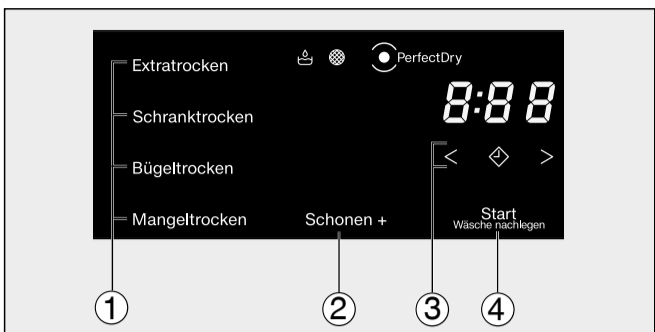 Extratrocken
PerfectDry
8:88
Schranktrocken
Bügeltrocken
< >
Mangeltrocken
Schonen +
Start
Wäsche nachlegen
1 2 3 4